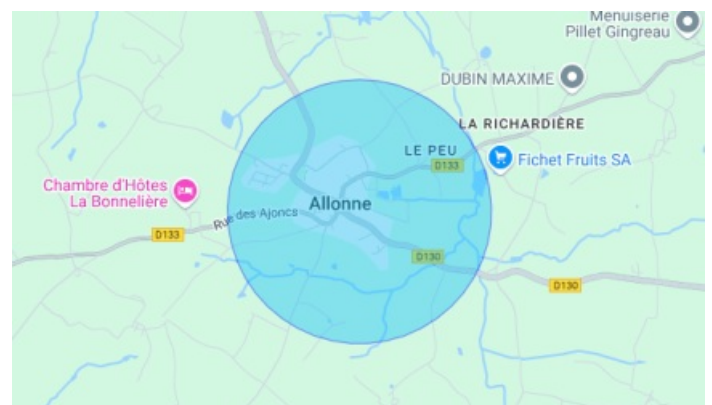 Menuiserie
Pillet Gingreau
DUBIN MAXIME
LA RICHARDIÈRE
LE PEU
D133
Fichet Fruits SA
Chambre d'Hôtes
La Bonnelière
Allonne
Rue des Ajoncs
D133
D130
D130